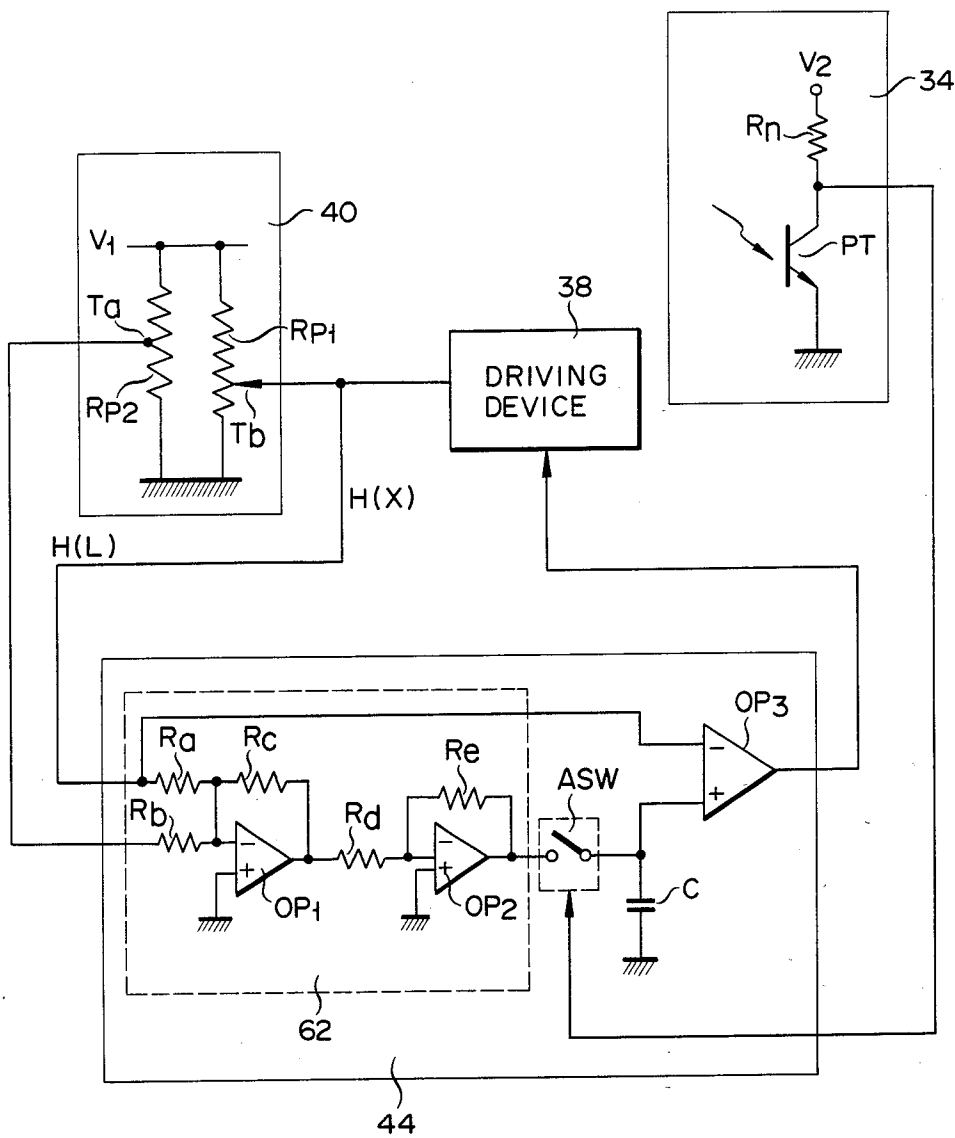 V2
34
Rn
PT
40
V1
Ta
RP1
RP2
Tb
38
DRIVING
DEVICE
H(X)
H(L)
OP3
Ra
Rc
Re
ASW
Rb
Rd
C
OP1
OP2
62
44